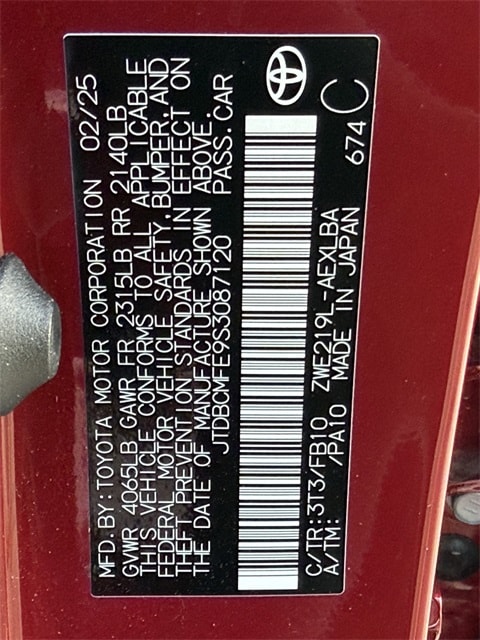 MFD.BY:TOYOTA MOTOR CORPORATION 02/25
GVWR 4065LB GAWR FR 2315LB RR 2140LB
THIS VEHICLE CONFORMS TO ALL APPLICABLE
FEDERAL MOTOR VEHICLE SAFETY,BUMPER,AND
THEFT PREVENTION STANDARDS IN EFFECT ON
THE DATE OF MANUFACTURE SHOWN ABOVE.
JTDBCMFE9S3087120 PASS.CAR
C/TR:3T3/FB10 ZWE219L-AEXLBA
A/TM: /PA10 MADE IN JAPAN 674 C